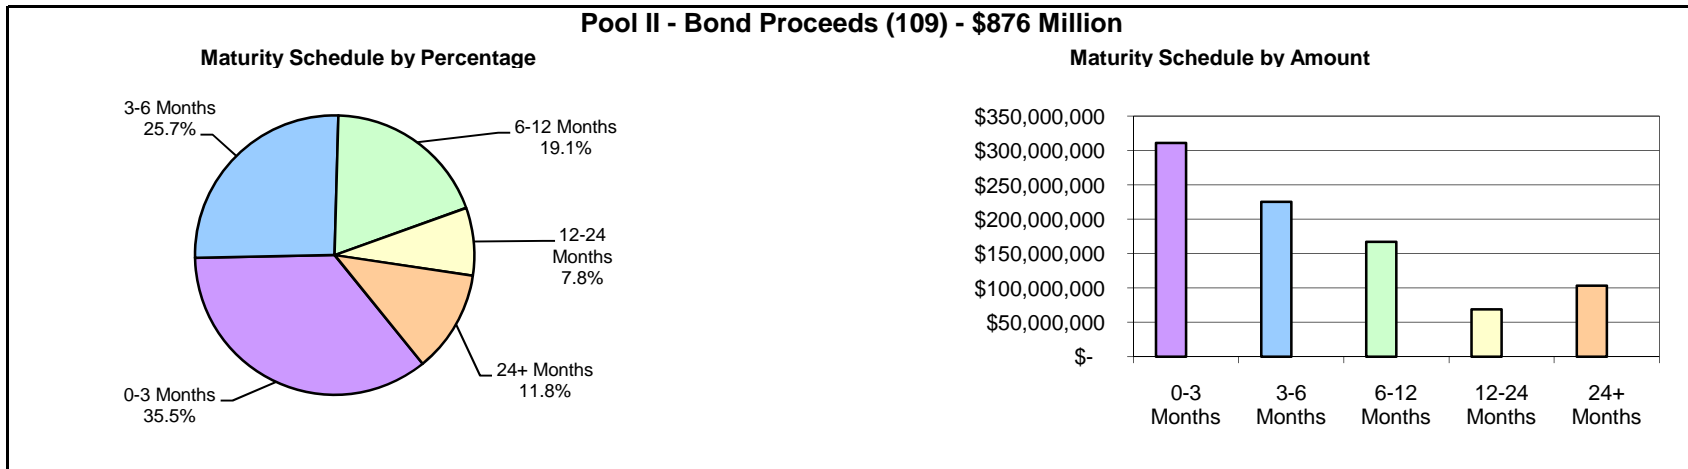 Pool II - Bond Proceeds (109) - $876 Million
Maturity Schedule by Percentage
3-6 Months
25.7%
6-12 Months
19.1%
12-24
Months
7.8%
24+ Months
11.8%
0-3 Months
35.5%
Maturity Schedule by Amount
$350,000,000
$300,000,000
$250,000,000
$200,000,000
$150,000,000
$100,000,000
$50,000,000
$-
0-3
Months
3-6
Months
6-12
Months
12-24
Months
24+
Months